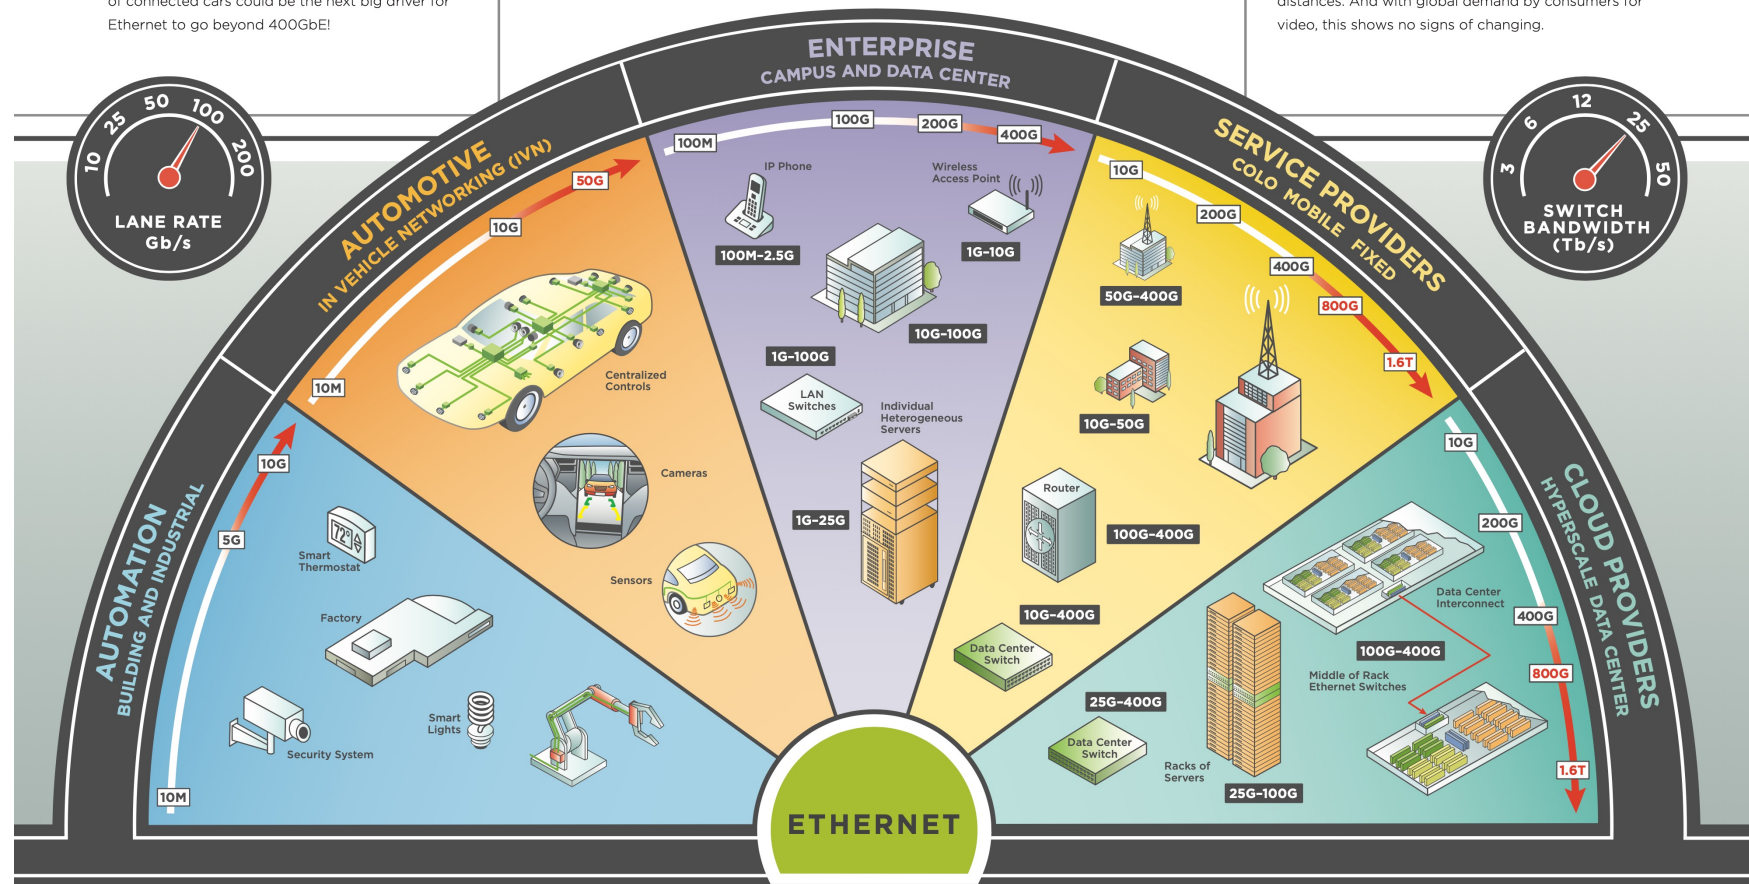 of connected cars could be the next big driver for
Ethernet to go beyond 400GbE!
distances. And with global demand by consumers for
video, this shows no signs of changing.
10
25
50
100
200
LANE RATE
Gb/s
3
6
12
25
50
SWITCH
BANDWIDTH
(Tb/s)
AUTOMATION
BUILDING AND INDUSTRIAL
10M
5G
10G
72°
Smart
Thermostat
Factory
Security System
Smart
Lights
AUTOMOTIVE
IN VEHICLE NETWORKING (IVN)
10M
10G
50G
Centralized
Controls
Cameras
Sensors
ENTERPRISE
CAMPUS AND DATA CENTER
100M
100G
200G
400G
IP Phone
100M–2.5G
Wireless
Access Point
1G–10G
10G–100G
1G–100G
LAN
Switches
Individual
Heterogeneous
Servers
1G–25G
SERVICE PROVIDERS
COLO MOBILE FIXED
10G
200G
400G
800G
1.6T
50G–400G
10G–50G
Router
100G–400G
10G–400G
Data Center
Switch
CLOUD PROVIDERS
HYPERSCALE DATA CENTER
10G
200G
400G
800G
1.6T
Data Center
Interconnect
100G–400G
Middle of Rack
Ethernet Switches
25G–400G
Data Center
Switch
Racks of
Servers
25G–100G
ETHERNET